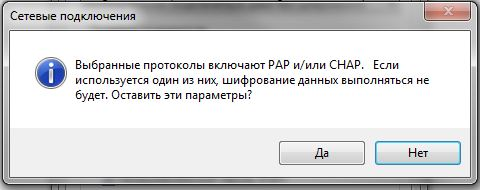 Сетевые подключения
Выбранные протоколы включают PAP и/или CHAP. Если
используется один из них, шифрование данных выполняться не
будет. Оставить эти параметры?
Да
Нет